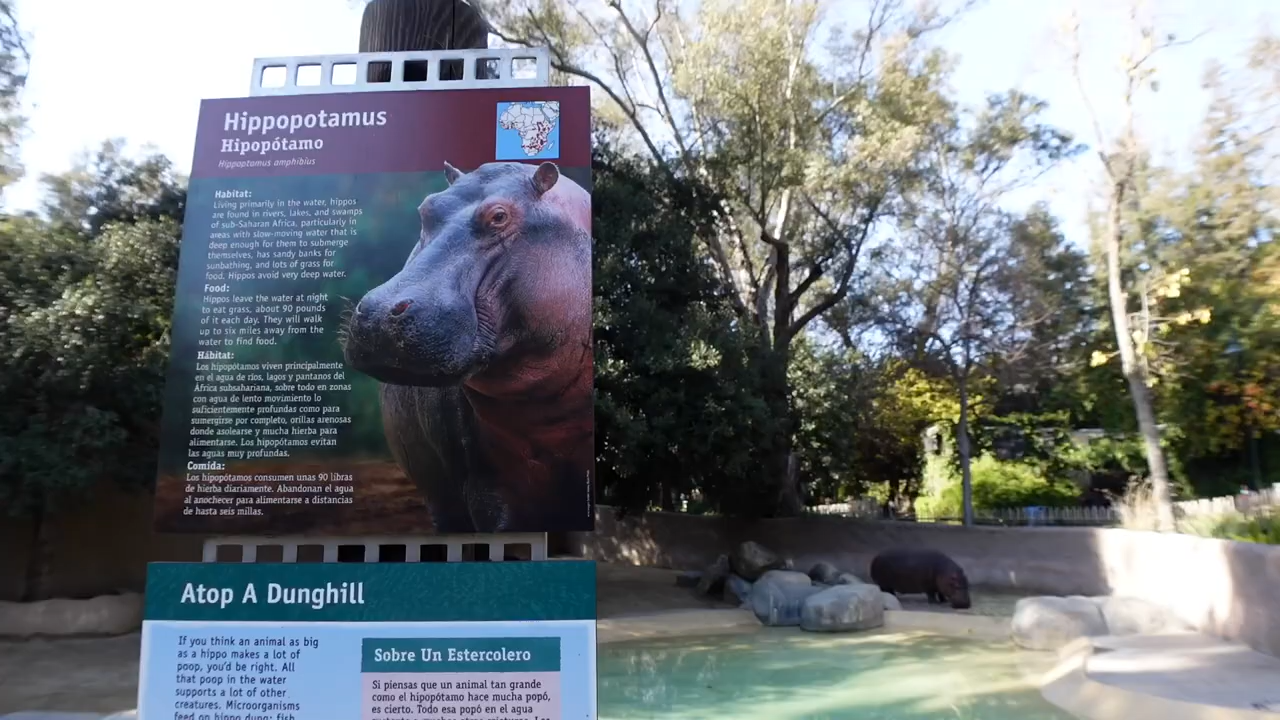 Hippopotamus
Hipopótamo
Hippoptamus amphibius
Habitat:
Living primarily in the water, hippos
are found in rivers, lakes, and swamps
of sub-Saharan Africa, particularly in
areas with slow-moving water that is
deep enough for them to submerge
themselves, has sandy banks for
sunbathing, and lots of grass for
food. Hippos avoid very deep water.
Food:
Hippos leave the water at night
to eat grass, about 90 pounds
of it each day. They will walk
up to six miles away from the
water to find food.
Hábitat:
Los hipopótamos viven principalmente
en el agua de ríos, lagos y pantanos del
África subsahariana, sobre todo en zonas
con agua de lento movimiento lo
suficientemente profundas como para
sumergirse por completo, orillas arenosas
donde asolearse y mucha hierba para
alimentarse. Los hipopótamos evitan
las aguas muy profundas.
Comida:
Los hipopótamos consumen unas 90 libras
de hierba diariamente. Abandonan el agua
al anochecer para alimentarse a distancias
de hasta seis millas.
Atop A Dunghill
If you think an animal as big
as a hippo makes a lot of
poop, you'd be right. All
that poop in the water
supports a lot of other
creatures. Microorganisms
feed on hippo dung; fish
Sobre Un Estercolero
Si piensas que un animal tan grande
como el hipopótamo hace mucha popó,
es cierto. Todo esa popó en el agua